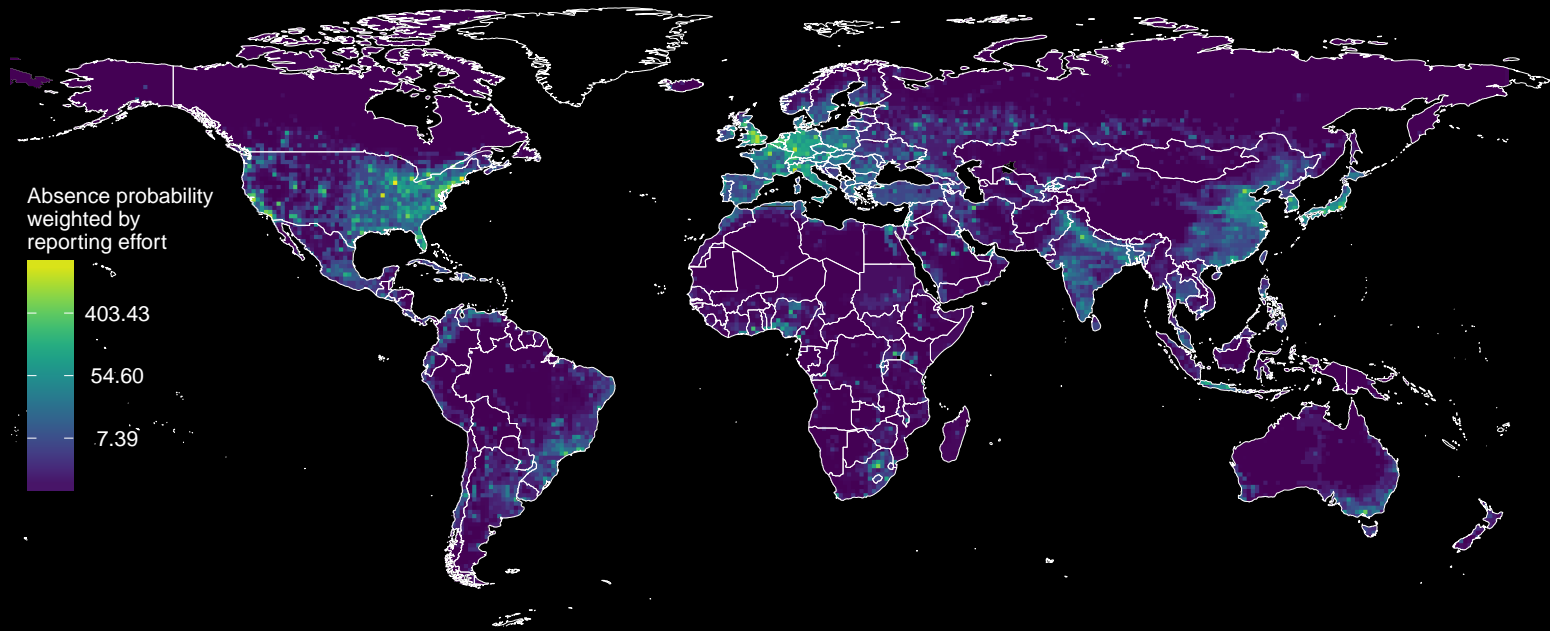 Absence probability
weighted by
reporting effort
403.43
54.60
7.39